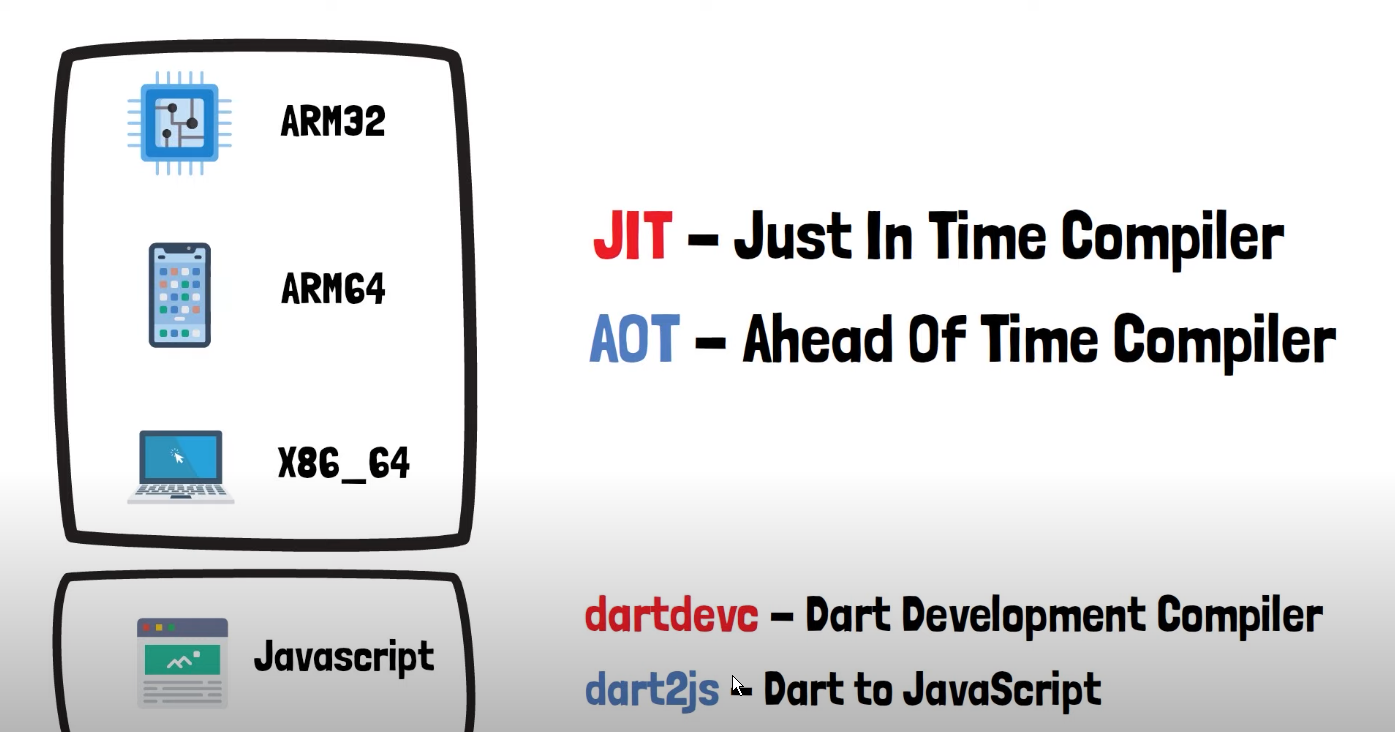 ARM32
ARM64
X86_64
JIT – Just In Time Compiler
AOT – Ahead Of Time Compiler
Javascript
dartdevc – Dart Development Compiler
dart2js – Dart to JavaScript